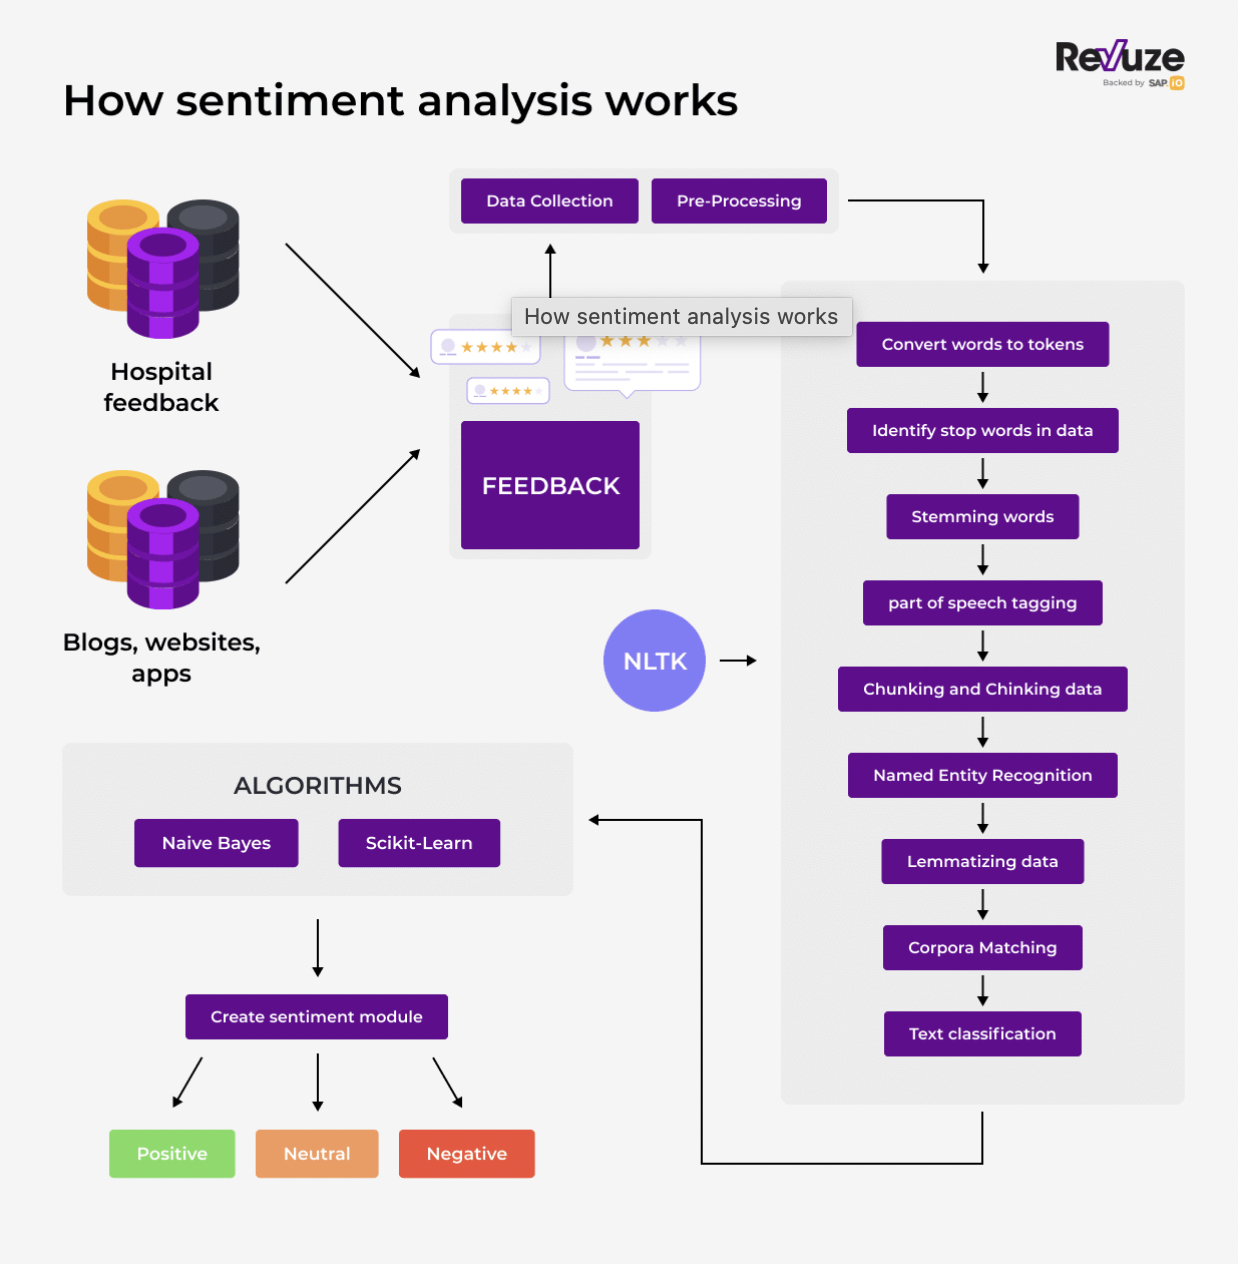 Revuze
Backed by SAP.iO
How sentiment analysis works
Data Collection
Pre-Processing
Hospital
feedback
How sentiment analysis works
FEEDBACK
Blogs, websites,
apps
NLTK
Convert words to tokens
Identify stop words in data
Stemming words
part of speech tagging
Chunking and Chinking data
Named Entity Recognition
Lemmatizing data
Corpora Matching
Text classification
ALGORITHMS
Naive Bayes
Scikit-Learn
Create sentiment module
Positive
Neutral
Negative